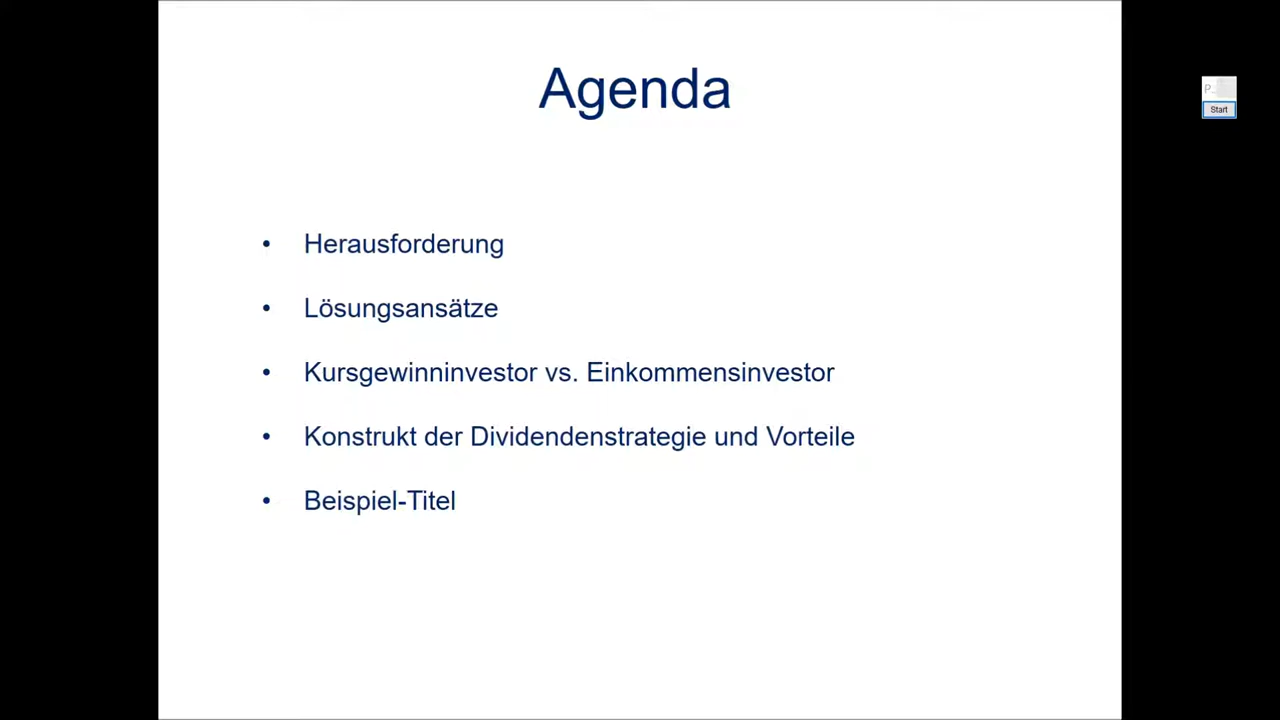 Agenda
• Herausforderung
• Lösungsansätze
• Kursgewinninvestor vs. Einkommensinvestor
• Konstrukt der Dividendenstrategie und Vorteile
• Beispiel-Titel
Start